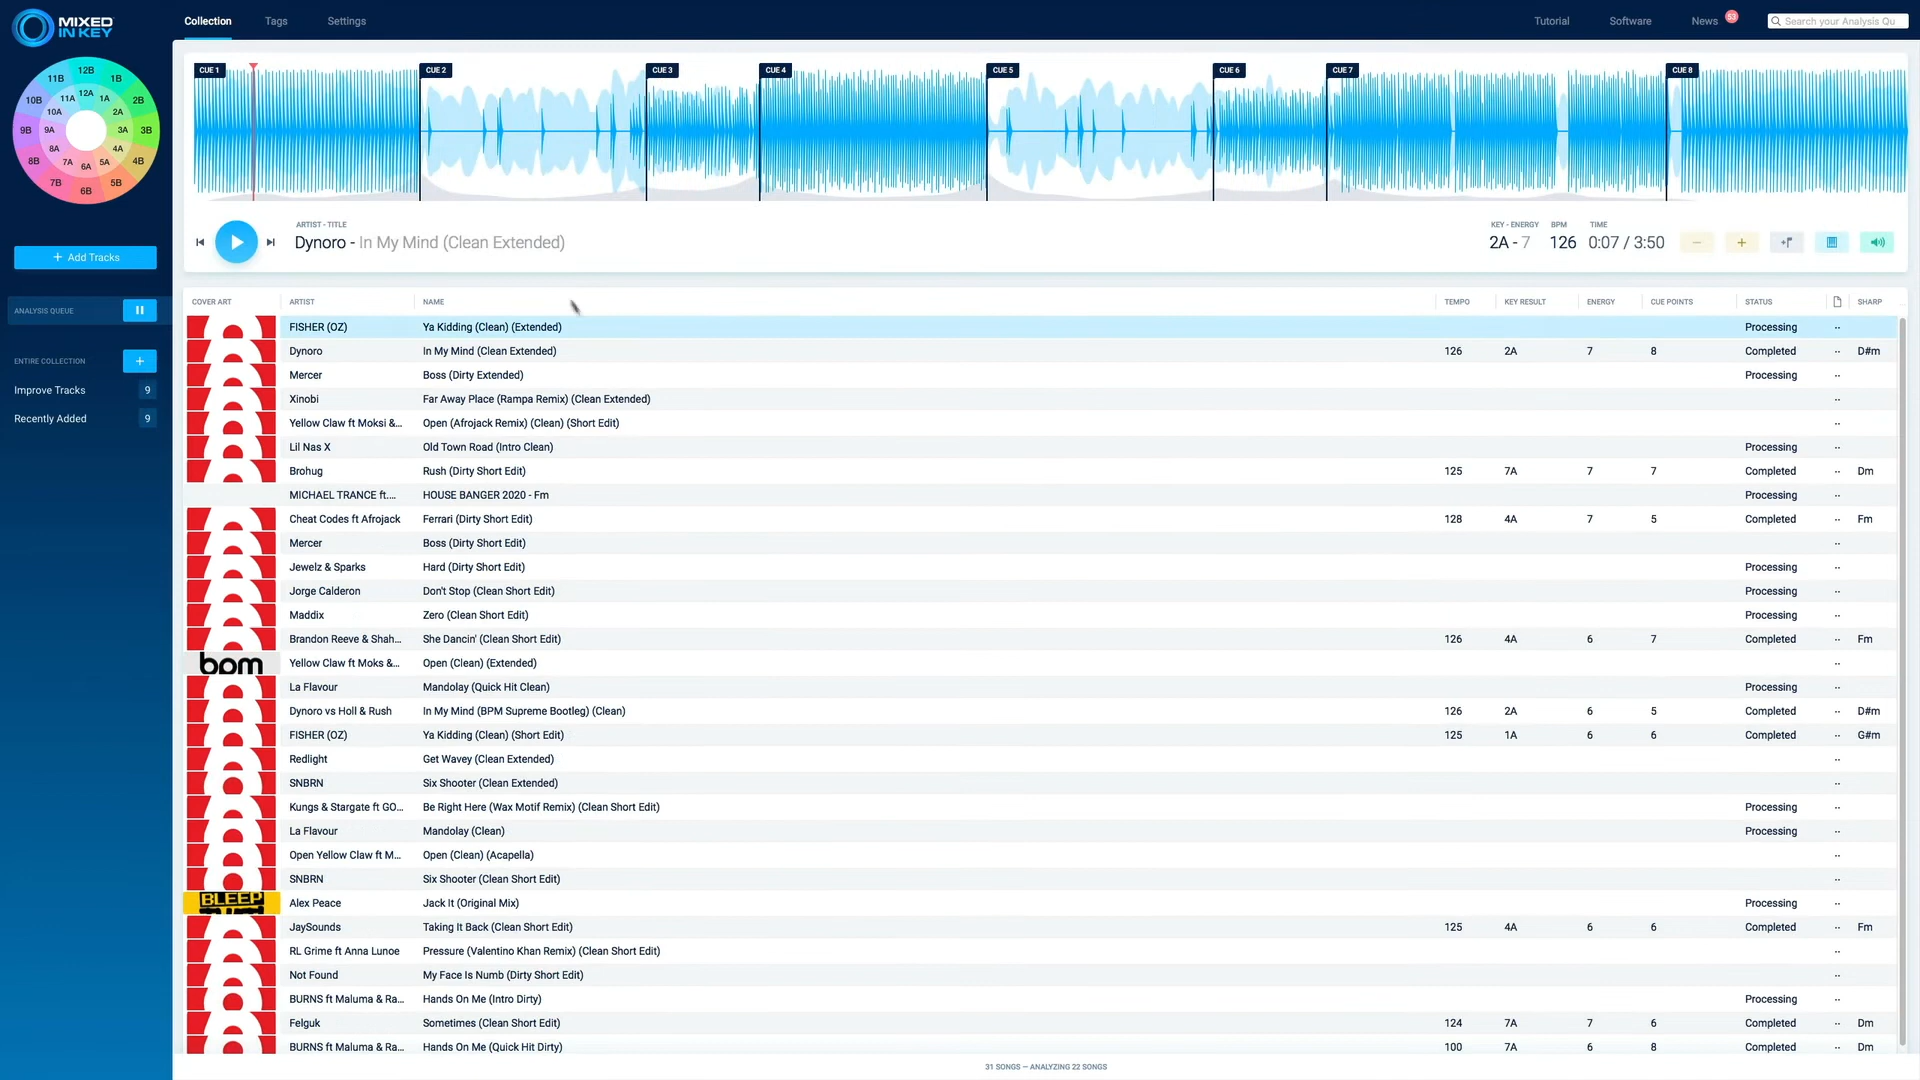 MIXED
IN KEY
Collection
Tags
Settings
Tutorial
Software
News
53
Search your Analysis Qu
12B
1B
2B
3B
4B
5B
6B
7B
8B
9B
10B
11B
12A
1A
2A
3A
4A
5A
6A
7A
8A
9A
10A
11A
+ Add Tracks
ANALYSIS QUEUE
ENTIRE COLLECTION
+
Improve Tracks 9
Recently Added 9
CUE 1
CUE 2
CUE 3
CUE 4
CUE 5
CUE 6
CUE 7
CUE 8
ARTIST - TITLE
Dynoro - In My Mind (Clean Extended)
KEY - ENERGY BPM TIME
2A - 7 126 0:07 / 3:50
COVER ART ARTIST NAME TEMPO KEY RESULT ENERGY CUE POINTS STATUS SHARP
FISHER (OZ) Ya Kidding (Clean) (Extended) Processing --
Dynoro In My Mind (Clean Extended) 126 2A 7 8 Completed -- D#m
Mercer Boss (Dirty Extended) Processing --
Xinobi Far Away Place (Rampa Remix) (Clean Extended) --
Yellow Claw ft Moksi &... Open (Afrojack Remix) (Clean) (Short Edit) --
Lil Nas X Old Town Road (Intro Clean) Processing --
Brohug Rush (Dirty Short Edit) 125 7A 7 7 Completed -- Dm
MICHAEL TRANCE ft.... HOUSE BANGER 2020 - Fm Processing --
Cheat Codes ft Afrojack Ferrari (Dirty Short Edit) 128 4A 7 5 Completed -- Fm
Mercer Boss (Dirty Short Edit) --
Jewelz & Sparks Hard (Dirty Short Edit) Processing --
Jorge Calderon Don't Stop (Clean Short Edit) Processing --
Maddix Zero (Clean Short Edit) Processing --
Brandon Reeve & Shah... She Dancin' (Clean Short Edit) 126 4A 6 7 Completed -- Fm
bpm Yellow Claw ft Moks &... Open (Clean) (Extended) --
La Flavour Mandolay (Quick Hit Clean) Processing --
Dynoro vs Holl & Rush In My Mind (BPM Supreme Bootleg) (Clean) 126 2A 6 5 Completed -- D#m
FISHER (OZ) Ya Kidding (Clean) (Short Edit) 125 1A 6 6 Completed -- G#m
Redlight Get Wavey (Clean Extended) --
SNBRN Six Shooter (Clean Extended) --
Kungs & Stargate ft GO... Be Right Here (Wax Motif Remix) (Clean Short Edit) Processing --
La Flavour Mandolay (Clean) Processing --
Open Yellow Claw ft M... Open (Clean) (Acapella) --
SNBRN Six Shooter (Clean Short Edit) --
BLEEP Alex Peace Jack It (Original Mix) Processing --
JaySounds Taking It Back (Clean Short Edit) 125 4A 6 6 Completed -- Fm
RL Grime ft Anna Lunoe Pressure (Valentino Khan Remix) (Clean Short Edit) --
Not Found My Face Is Numb (Dirty Short Edit) --
BURNS ft Maluma & Ra... Hands On Me (Intro Dirty) Processing --
Felguk Sometimes (Clean Short Edit) 124 7A 7 6 Completed -- Dm
BURNS ft Maluma & Ra... Hands On Me (Quick Hit Dirty) 100 7A 6 8 Completed -- Dm
31 SONGS — ANALYZING 22 SONGS